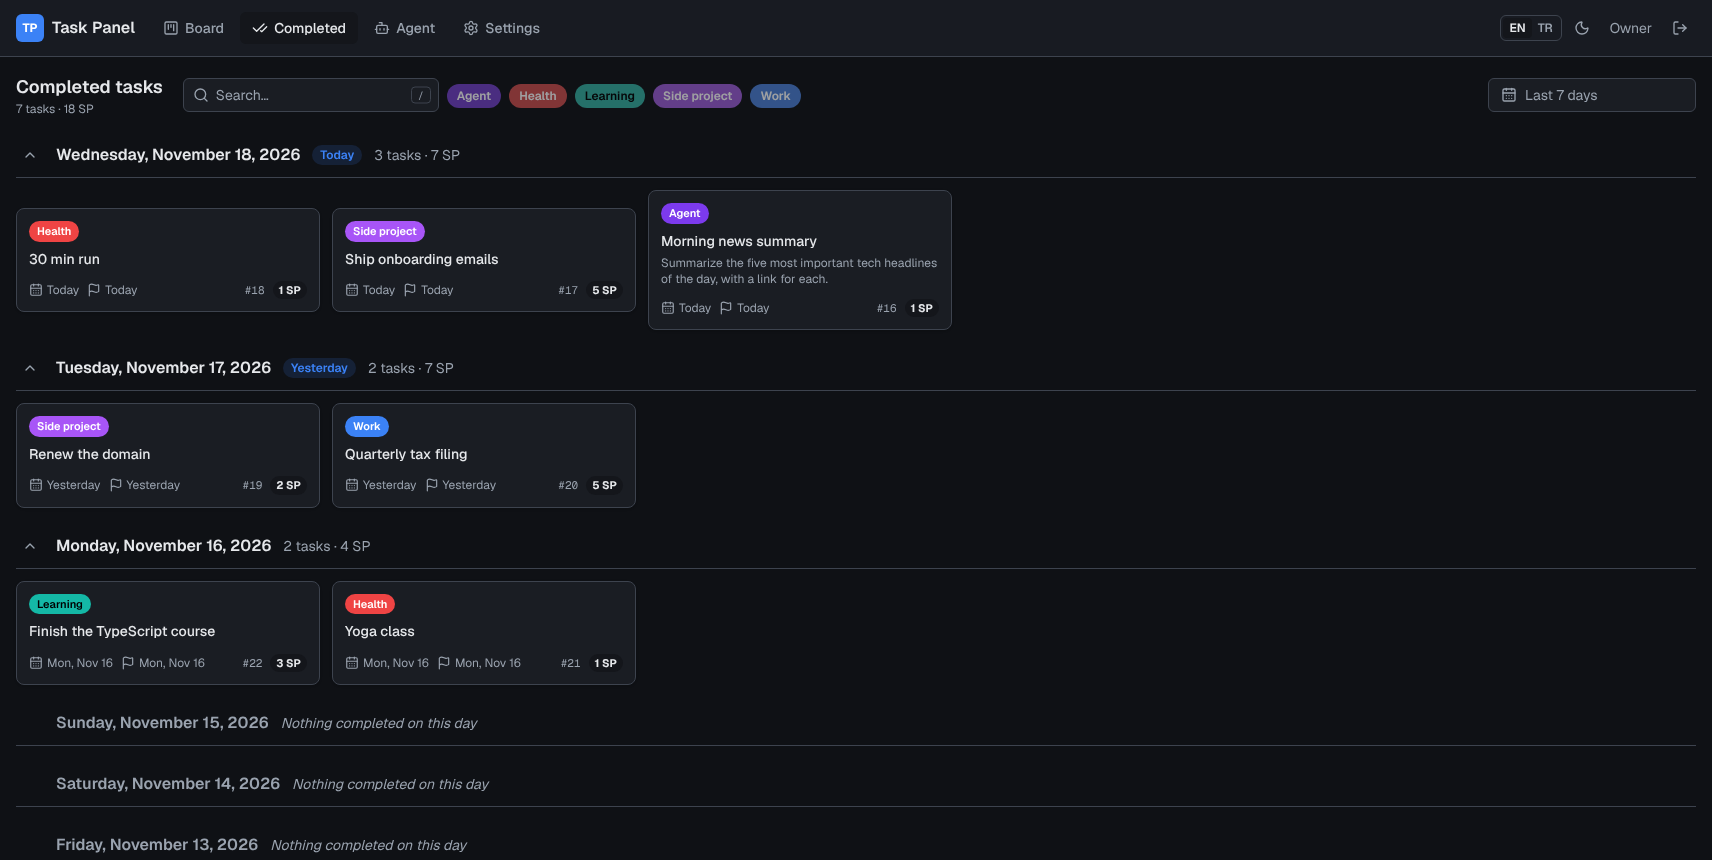 TP Task Panel Board Completed Agent Settings EN TR Owner
Completed tasks
7 tasks · 18 SP
Search... /
Agent Health Learning Side project Work
Last 7 days
Wednesday, November 18, 2026 Today 3 tasks · 7 SP
Health
30 min run
Today Today #18 1 SP
Side project
Ship onboarding emails
Today Today #17 5 SP
Agent
Morning news summary
Summarize the five most important tech headlines
of the day, with a link for each.
Today Today #16 1 SP
Tuesday, November 17, 2026 Yesterday 2 tasks · 7 SP
Side project
Renew the domain
Yesterday Yesterday #19 2 SP
Work
Quarterly tax filing
Yesterday Yesterday #20 5 SP
Monday, November 16, 2026 2 tasks · 4 SP
Learning
Finish the TypeScript course
Mon, Nov 16 Mon, Nov 16 #22 3 SP
Health
Yoga class
Mon, Nov 16 Mon, Nov 16 #21 1 SP
Sunday, November 15, 2026 Nothing completed on this day
Saturday, November 14, 2026 Nothing completed on this day
Friday, November 13, 2026 Nothing completed on this day